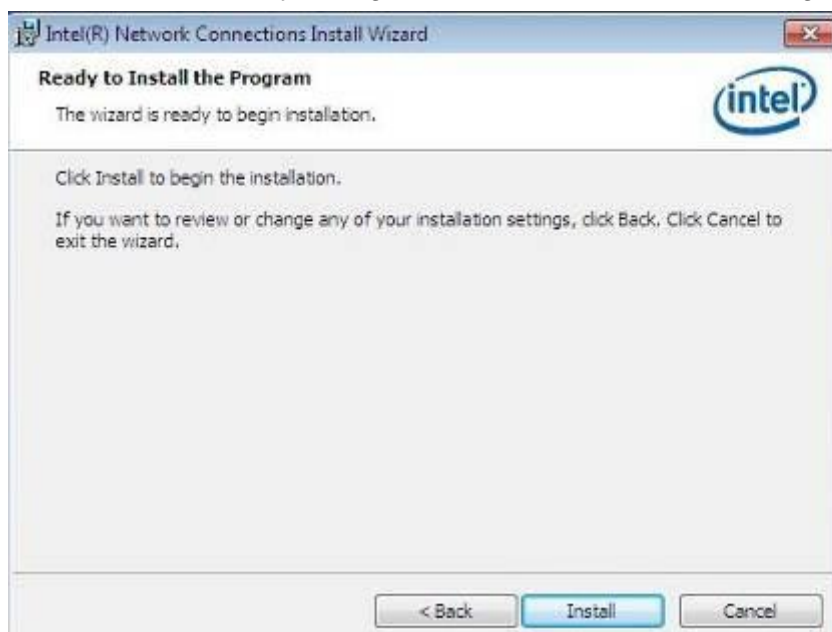 Intel(R) Network Connections Install Wizard
Ready to Install the Program
The wizard is ready to begin installation.
intel
Click Install to begin the installation.
If you want to review or change any of your installation settings, click Back. Click Cancel to
exit the wizard.
< Back
Install
Cancel